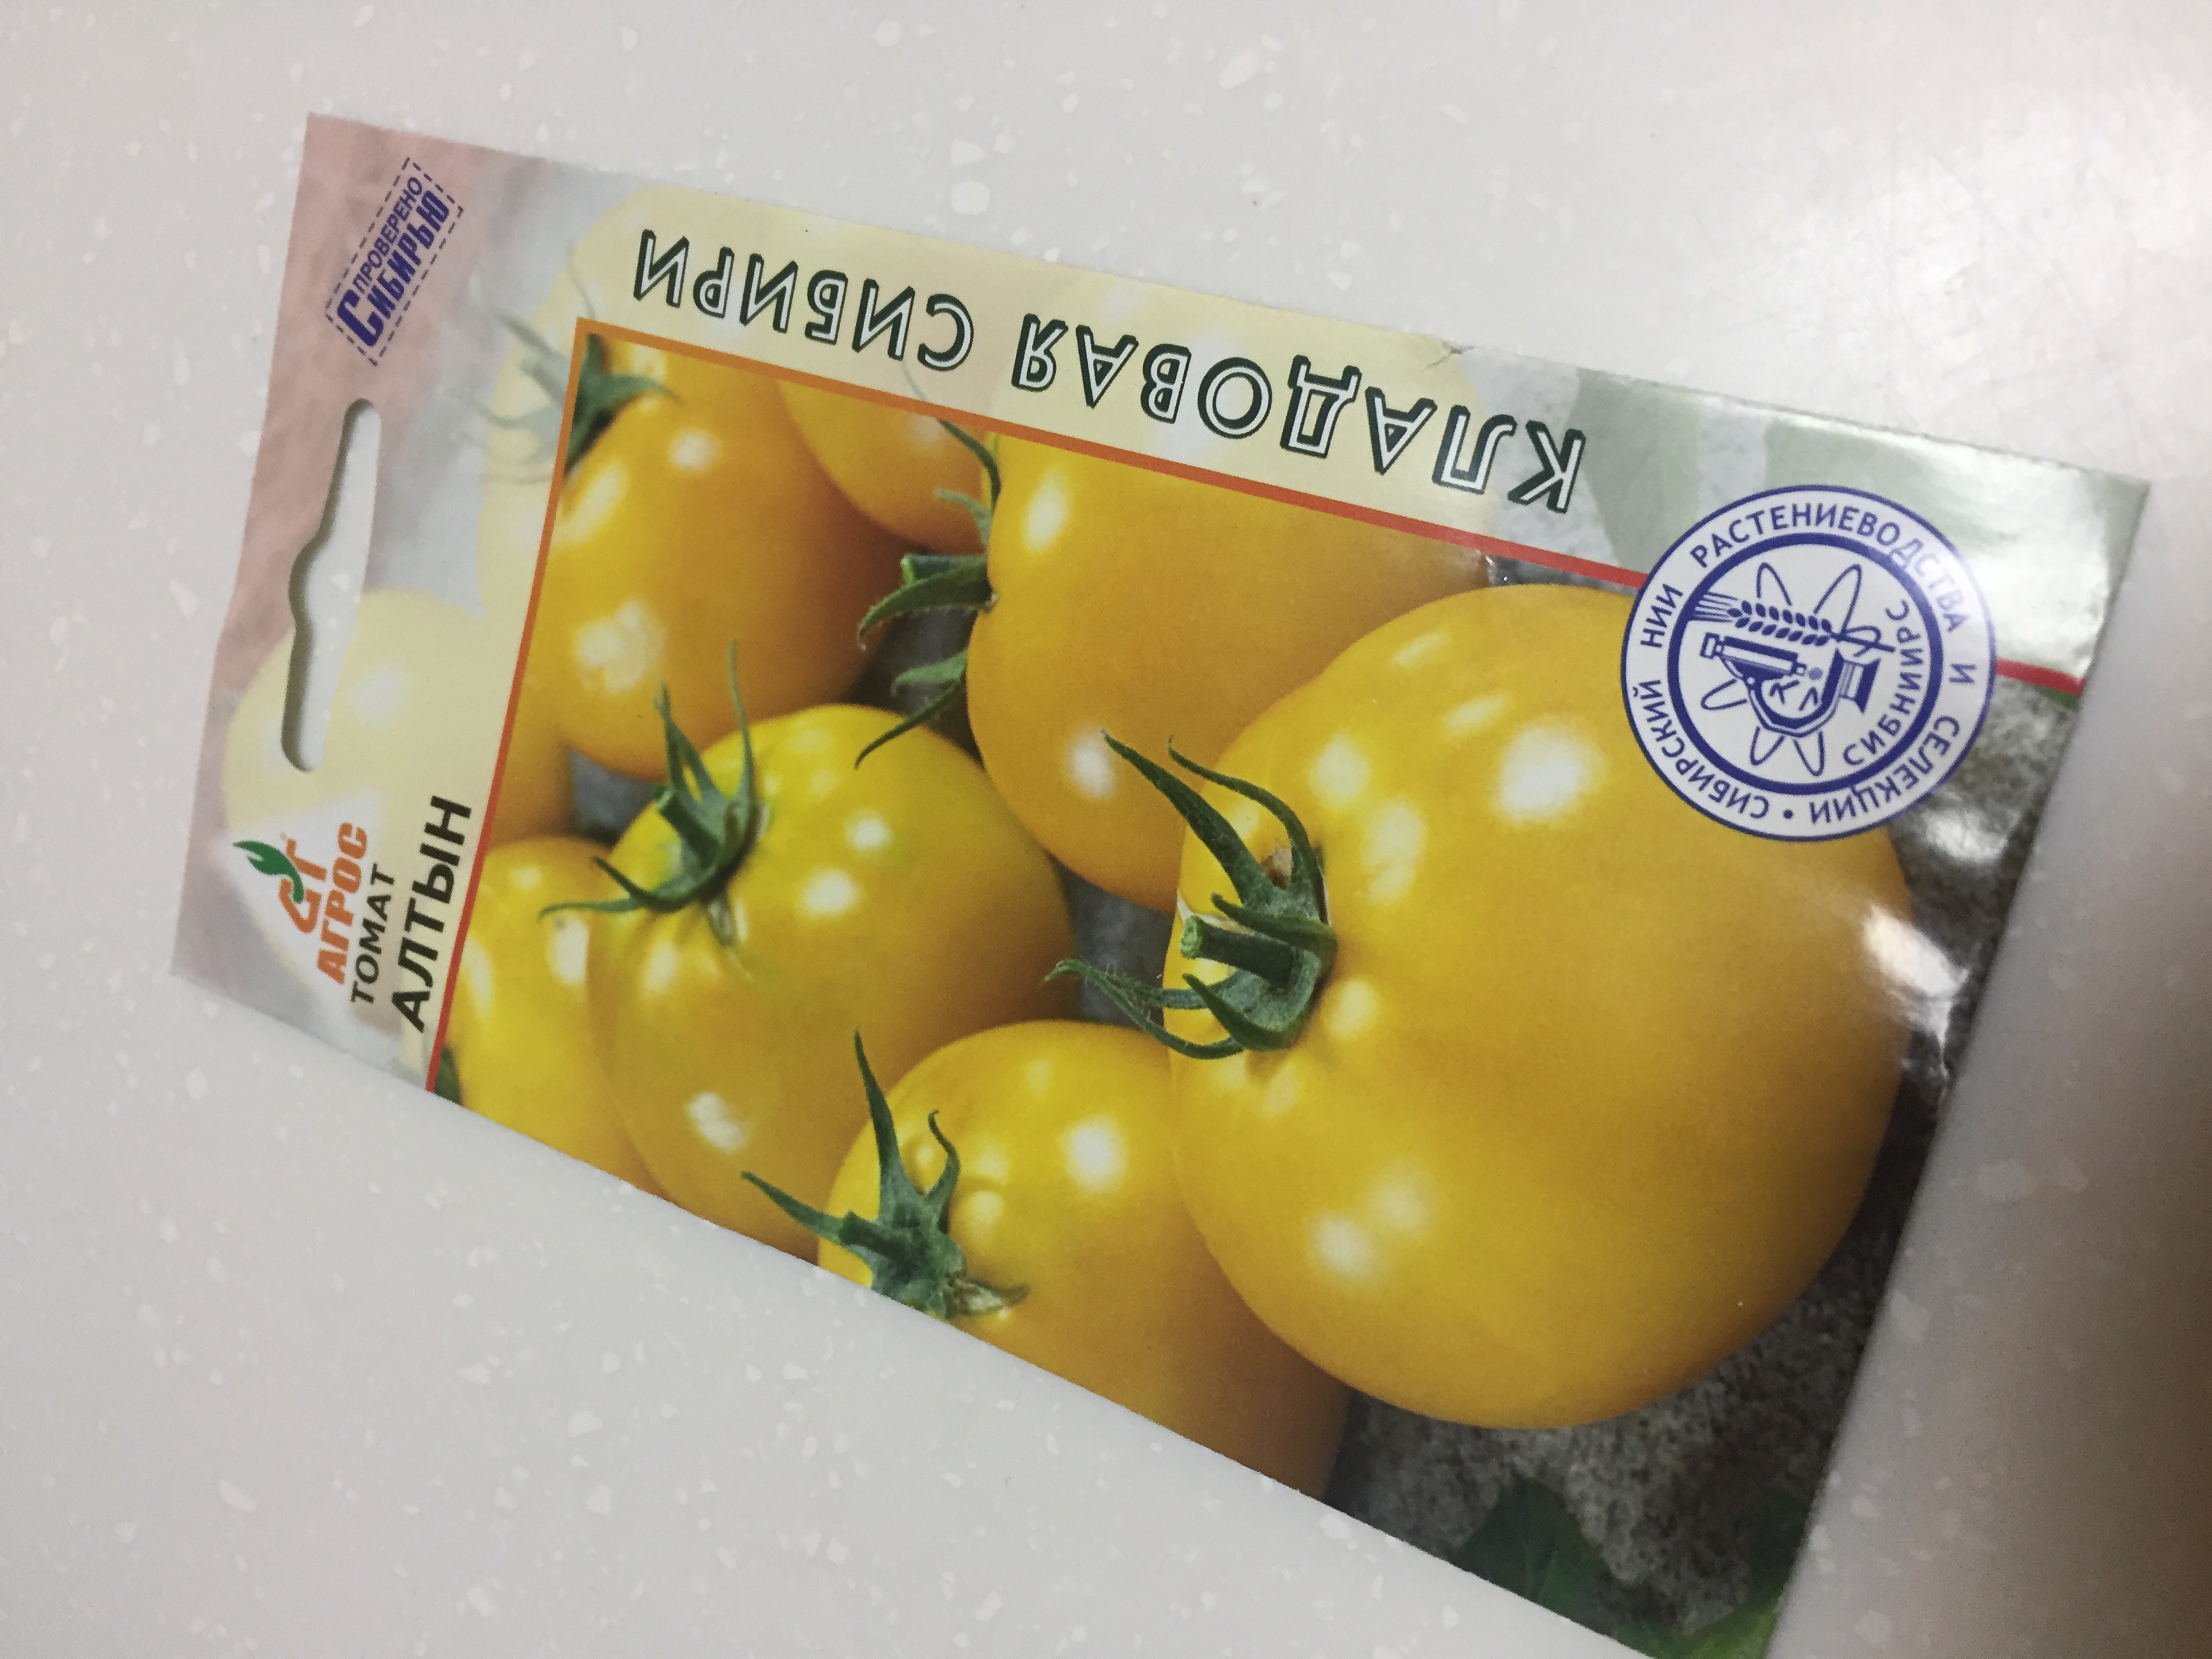 АГРОС
ТОМАТ
АЛТЫН
ПРОВЕРЕНО
СИБИРЬЮ
КЛАДОВАЯ СИБИРИ
СИБИРСКИЙ НИИ РАСТЕНИЕВОДСТВА И СЕЛЕКЦИИ •
СИБНИИРС